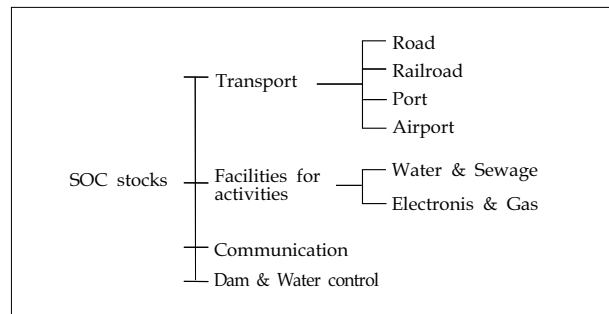 Road
Railroad
Transport
Port
Airport
SOC stocks
Facilities for
activities
Water & Sewage
Electronis & Gas
Communication
Dam & Water control